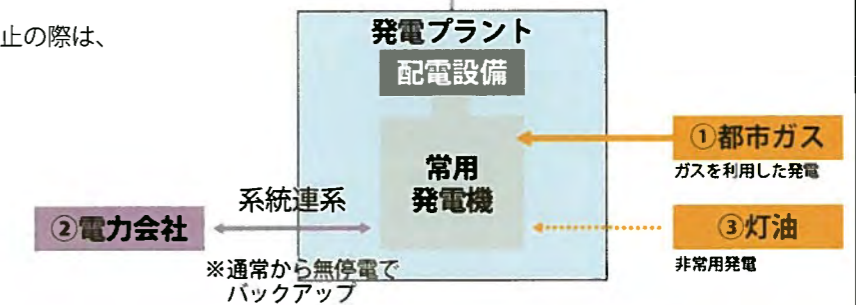 止の際は、
発電プラント
配電設備
常用
発電機
①都市ガス
ガスを利用した発電
系統連系
②電力会社
※通常から無停電で
バックアップ
③灯油
非常用発電